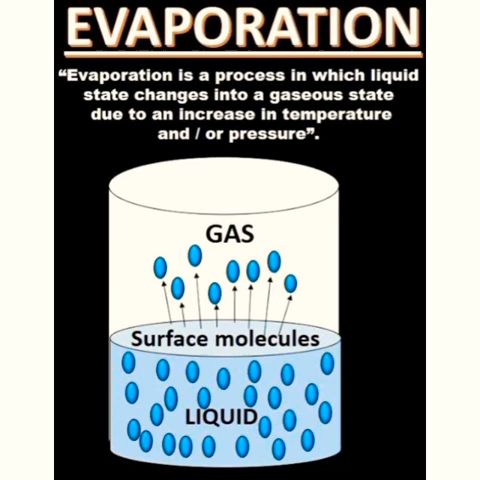 EVAPORATION
“Evaporation is a process in which liquid
state changes into a gaseous state
due to an increase in temperature
and / or pressure”.
GAS
Surface molecules
LIQUID